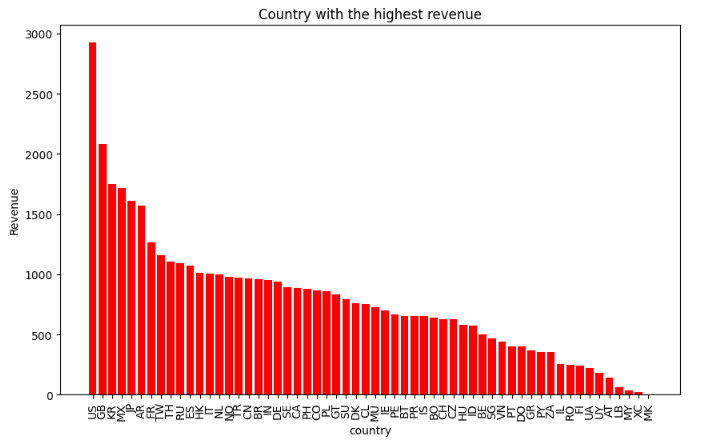 Country with the highest revenue
3000
2500
2000
1500
1000
500
0
Revenue
US GB KR MX JP AR FR TW TH RU ES HK IT NL NO TR CN BR IN DE SE CA PH CO PL GT SU DK CL MU IE PE BT PR IS BO CH CZ HU ID BE SG VN PT DO GR PY ZA IL RO FI UA UY AT LB MY XC MK
country